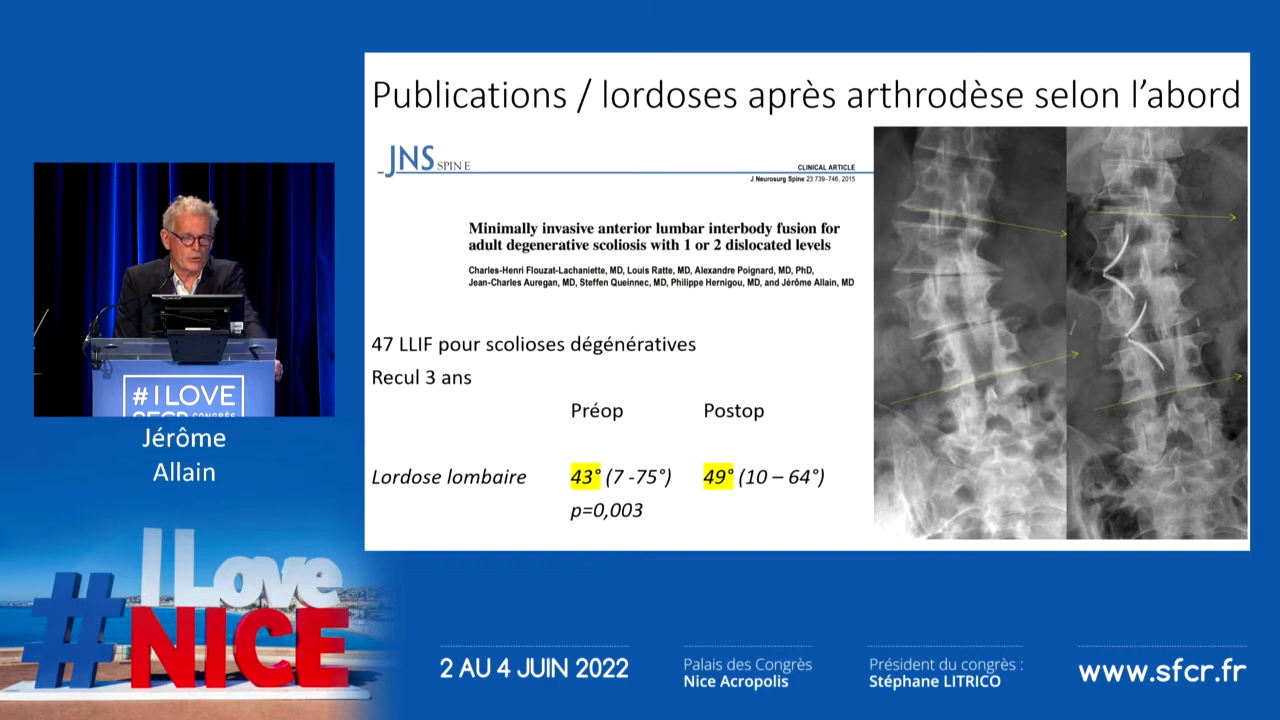 Publications / lordoses après arthrodèse selon l'abord
JNS SPINE
CLINICAL ARTICLE
J Neurosurg Spine 23:739–746, 2015
Minimally invasive anterior lumbar interbody fusion for
adult degenerative scoliosis with 1 or 2 dislocated levels
Charles-Henri Flouzat-Lachaniette, MD, Louis Ratte, MD, Alexandre Poignard, MD, PhD,
Jean-Charles Auregan, MD, Steffen Queinnec, MD, Philippe Hernigou, MD, and Jérôme Allain, MD
47 LLIF pour scolioses dégénératives
Recul 3 ans
Préop Postop
Lordose lombaire 43° (7 -75°) 49° (10 – 64°)
p=0,003
# I LOVE
SFCR CONGRÈS
Jérôme
Allain
# I Love
NICE
2 AU 4 JUIN 2022
Palais des Congrès
Nice Acropolis
Président du congrès :
Stéphane LITRICO
www.sfcr.fr